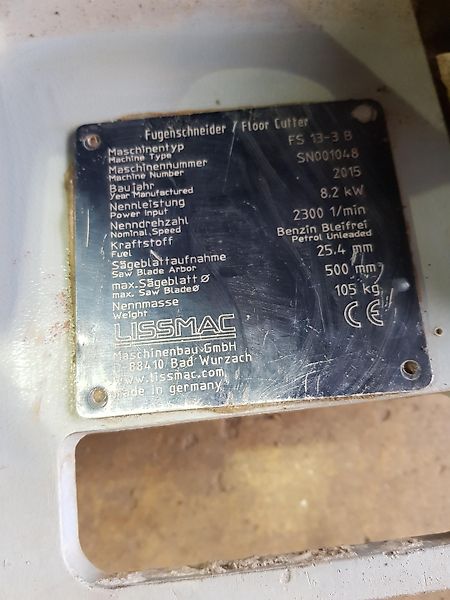 Fugenschneider / Floor Cutter
Maschinentyp FS 13-3 B
Machine Type
Maschinennummer SN001048
Machine Number
Baujahr 2015
Year Manufactured
Nennleistung 8.2 kW
Power Input
Nenndrehzahl 2300 1/min
Nominal Speed
Kraftstoff Benzin Bleifrei
Fuel Petrol Unleaded
Sägeblattaufnahme 25.4 mm
Saw Blade Arbor
max.Sägeblatt Ø 500 mm
max. Saw Blade Ø
Nennmasse 105 kg
Weight
LISSMAC CE
Maschinenbau GmbH
D-88410 Bad Wurzach
www.lissmac.com
made in germany